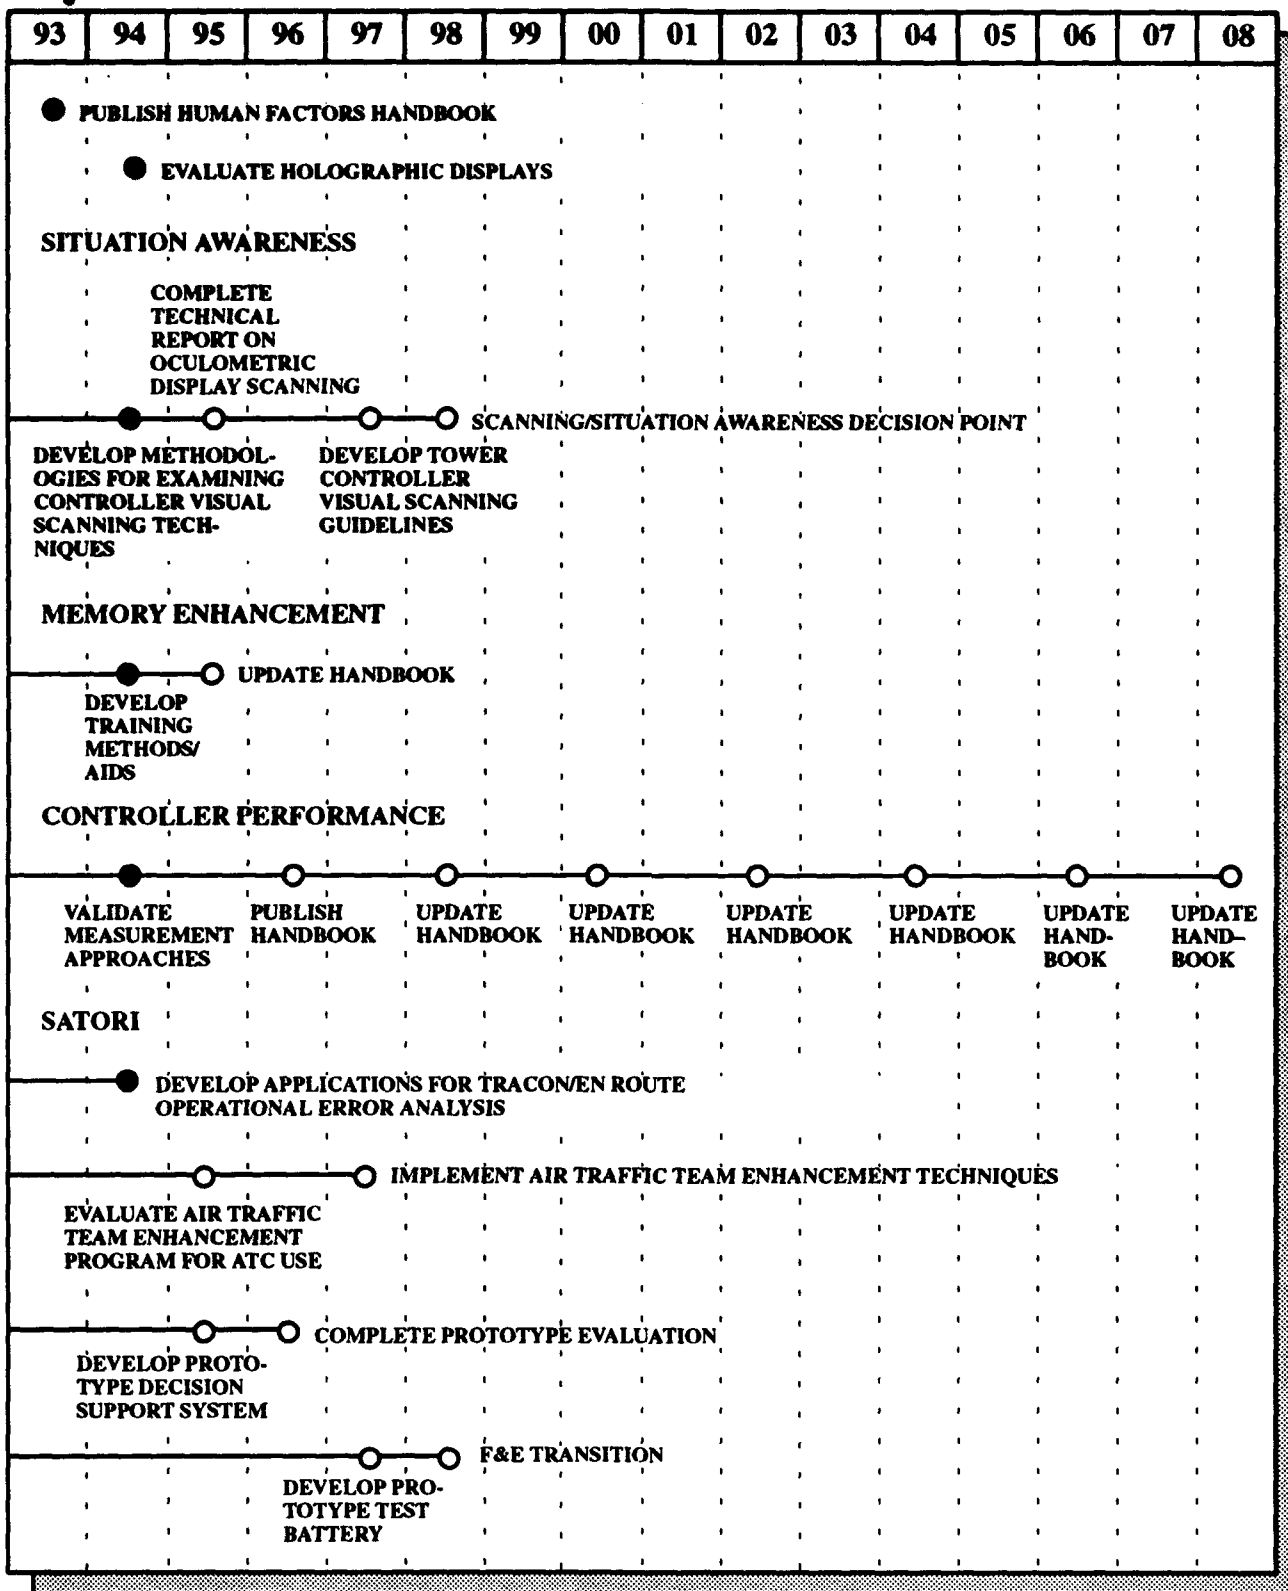 93 94 95 96 97 98 99 00 01 02 03 04 05 06 07 08
PUBLISH HUMAN FACTORS HANDBOOK
EVALUATE HOLOGRAPHIC DISPLAYS
SITUATION AWARENESS
COMPLETE
TECHNICAL
REPORT ON
OCULOMETRIC
DISPLAY SCANNING
SCANNING/SITUATION AWARENESS DECISION POINT
DEVELOP METHODOL-
OGIES FOR EXAMINING
CONTROLLER VISUAL
SCANNING TECH-
NIQUES
DEVELOP TOWER
CONTROLLER
VISUAL SCANNING
GUIDELINES
MEMORY ENHANCEMENT
UPDATE HANDBOOK
DEVELOP
TRAINING
METHODS/
AIDS
CONTROLLER PERFORMANCE
VALIDATE
MEASUREMENT
APPROACHES
PUBLISH
HANDBOOK
UPDATE
HANDBOOK
UPDATE
HANDBOOK
UPDATE
HANDBOOK
UPDATE
HANDBOOK
UPDATE
HAND-
BOOK
UPDATE
HAND-
BOOK
SATORI
DEVELOP APPLICATIONS FOR TRACON/EN ROUTE
OPERATIONAL ERROR ANALYSIS
IMPLEMENT AIR TRAFFIC TEAM ENHANCEMENT TECHNIQUES
EVALUATE AIR TRAFFIC
TEAM ENHANCEMENT
PROGRAM FOR ATC USE
COMPLETE PROTOTYPE EVALUATION
DEVELOP PROTO-
TYPE DECISION
SUPPORT SYSTEM
F&E TRANSITION
DEVELOP PRO-
TOTYPE TEST
BATTERY